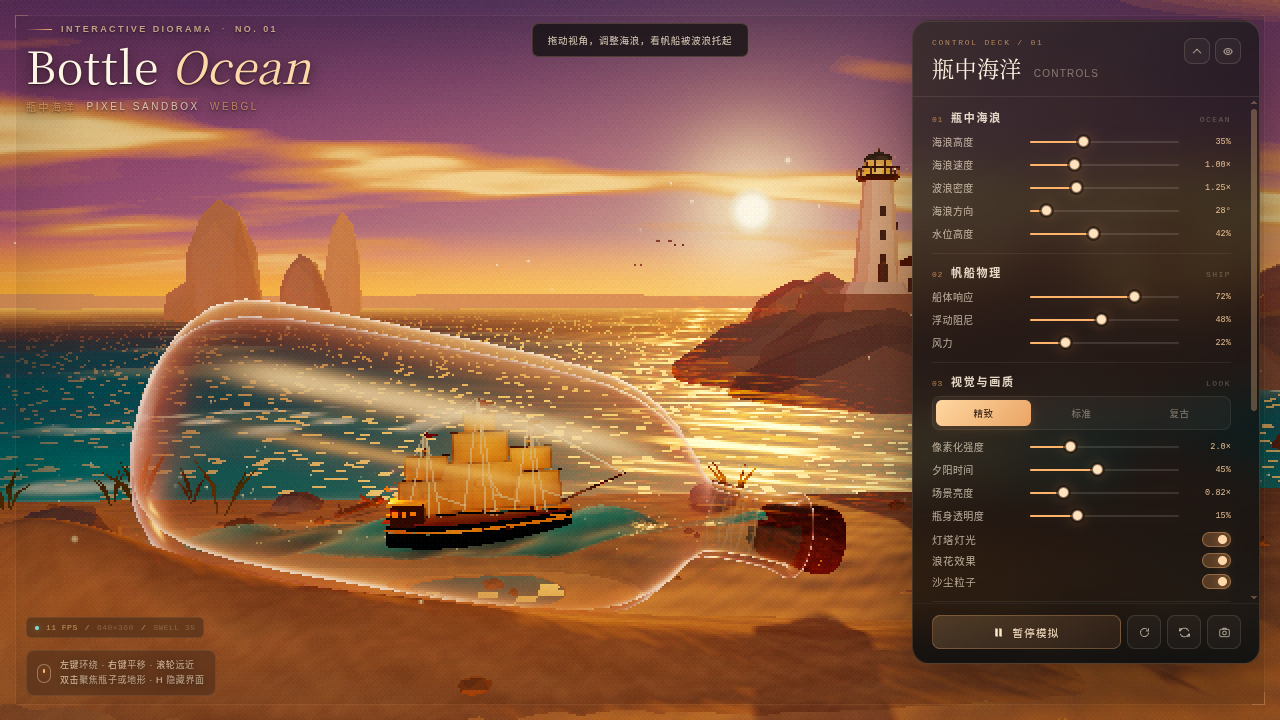 INTERACTIVE DIORAMA · NO. 01
Bottle Ocean
瓶中海洋 PIXEL SANDBOX WEBGL
拖动视角，调整海浪，看帆船被波浪托起
CONTROL DECK / 01
瓶中海洋 CONTROLS
01 瓶中海浪 OCEAN
海浪高度 35%
海浪速度 1.00×
波浪密度 1.25×
海浪方向 28°
水位高度 42%
02 帆船物理 SHIP
船体响应 72%
浮动阻尼 48%
风力 22%
03 视觉与画质 LOOK
精致 标准 复古
像素化强度 2.0×
夕阳时间 45%
场景亮度 0.82×
瓶身透明度 15%
灯塔灯光
浪花效果
沙尘粒子
暂停模拟
11 FPS / 640×360 / SWELL 35
左键环绕 · 右键平移 · 滚轮远近
双击聚焦瓶子或地形 · H 隐藏界面